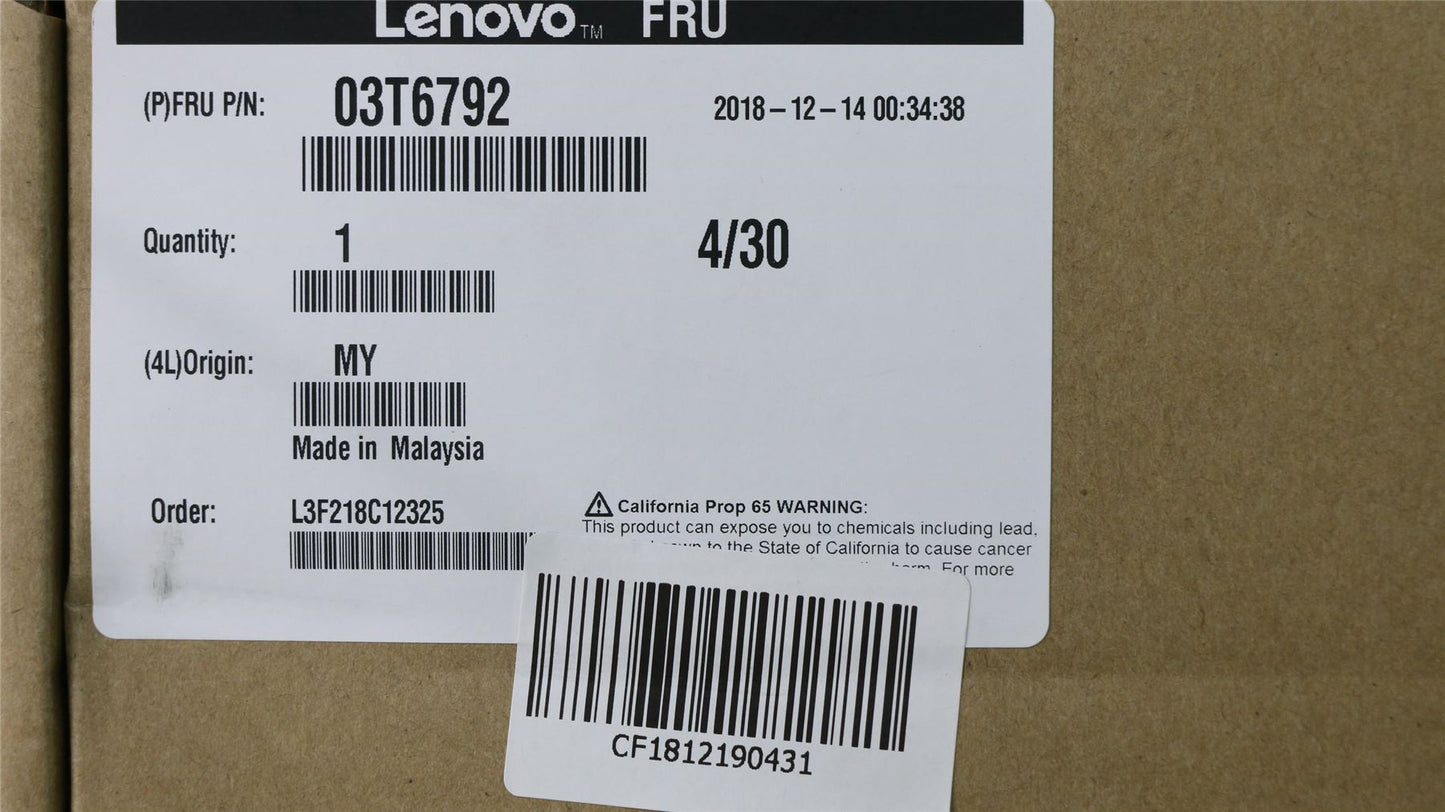 Lenovo™ FRU
(P)FRU P/N: 03T6792 2018-12-14 00:34:38
Quantity: 1 4/30
(4L)Origin: MY
Made in Malaysia
Order: L3F218C12325
⚠ California Prop 65 WARNING:
This product can expose you to chemicals including lead,
to the State of California to cause cancer
harm. For more
CF1812190431